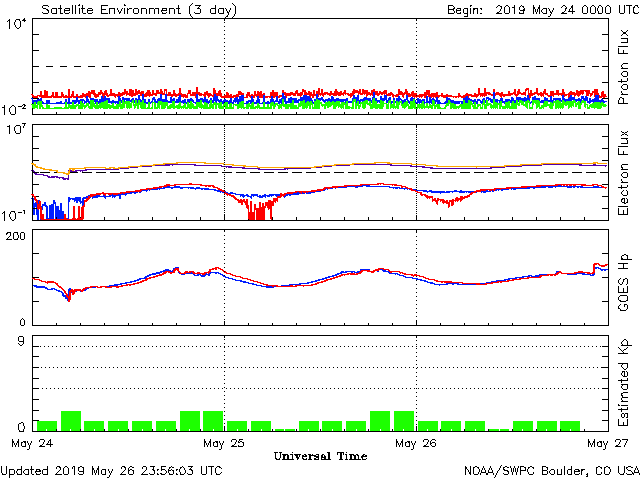 Satellite Environment (3 day)
Begin: 2019 May 24 0000 UTC
10⁴
10⁻²
Proton Flux
10⁷
10⁻¹
Electron Flux
200
0
GOES Hp
9
0
Estimated Kp
May 24
May 25
May 26
May 27
Universal Time
Updated 2019 May 26 23:56:03 UTC
NOAA/SWPC Boulder, CO USA